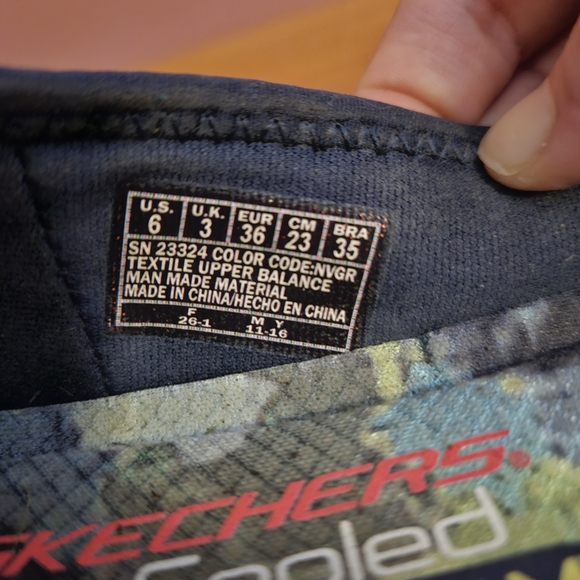 U.S. U.K. EUR CM BRA
6 3 36 23 35
SN 23324 COLOR CODE:NVGR
TEXTILE UPPER BALANCE
MAN MADE MATERIAL
MADE IN CHINA/HECHO EN CHINA
F M Y
26-1 11-16
SKECHERS®
Cooled